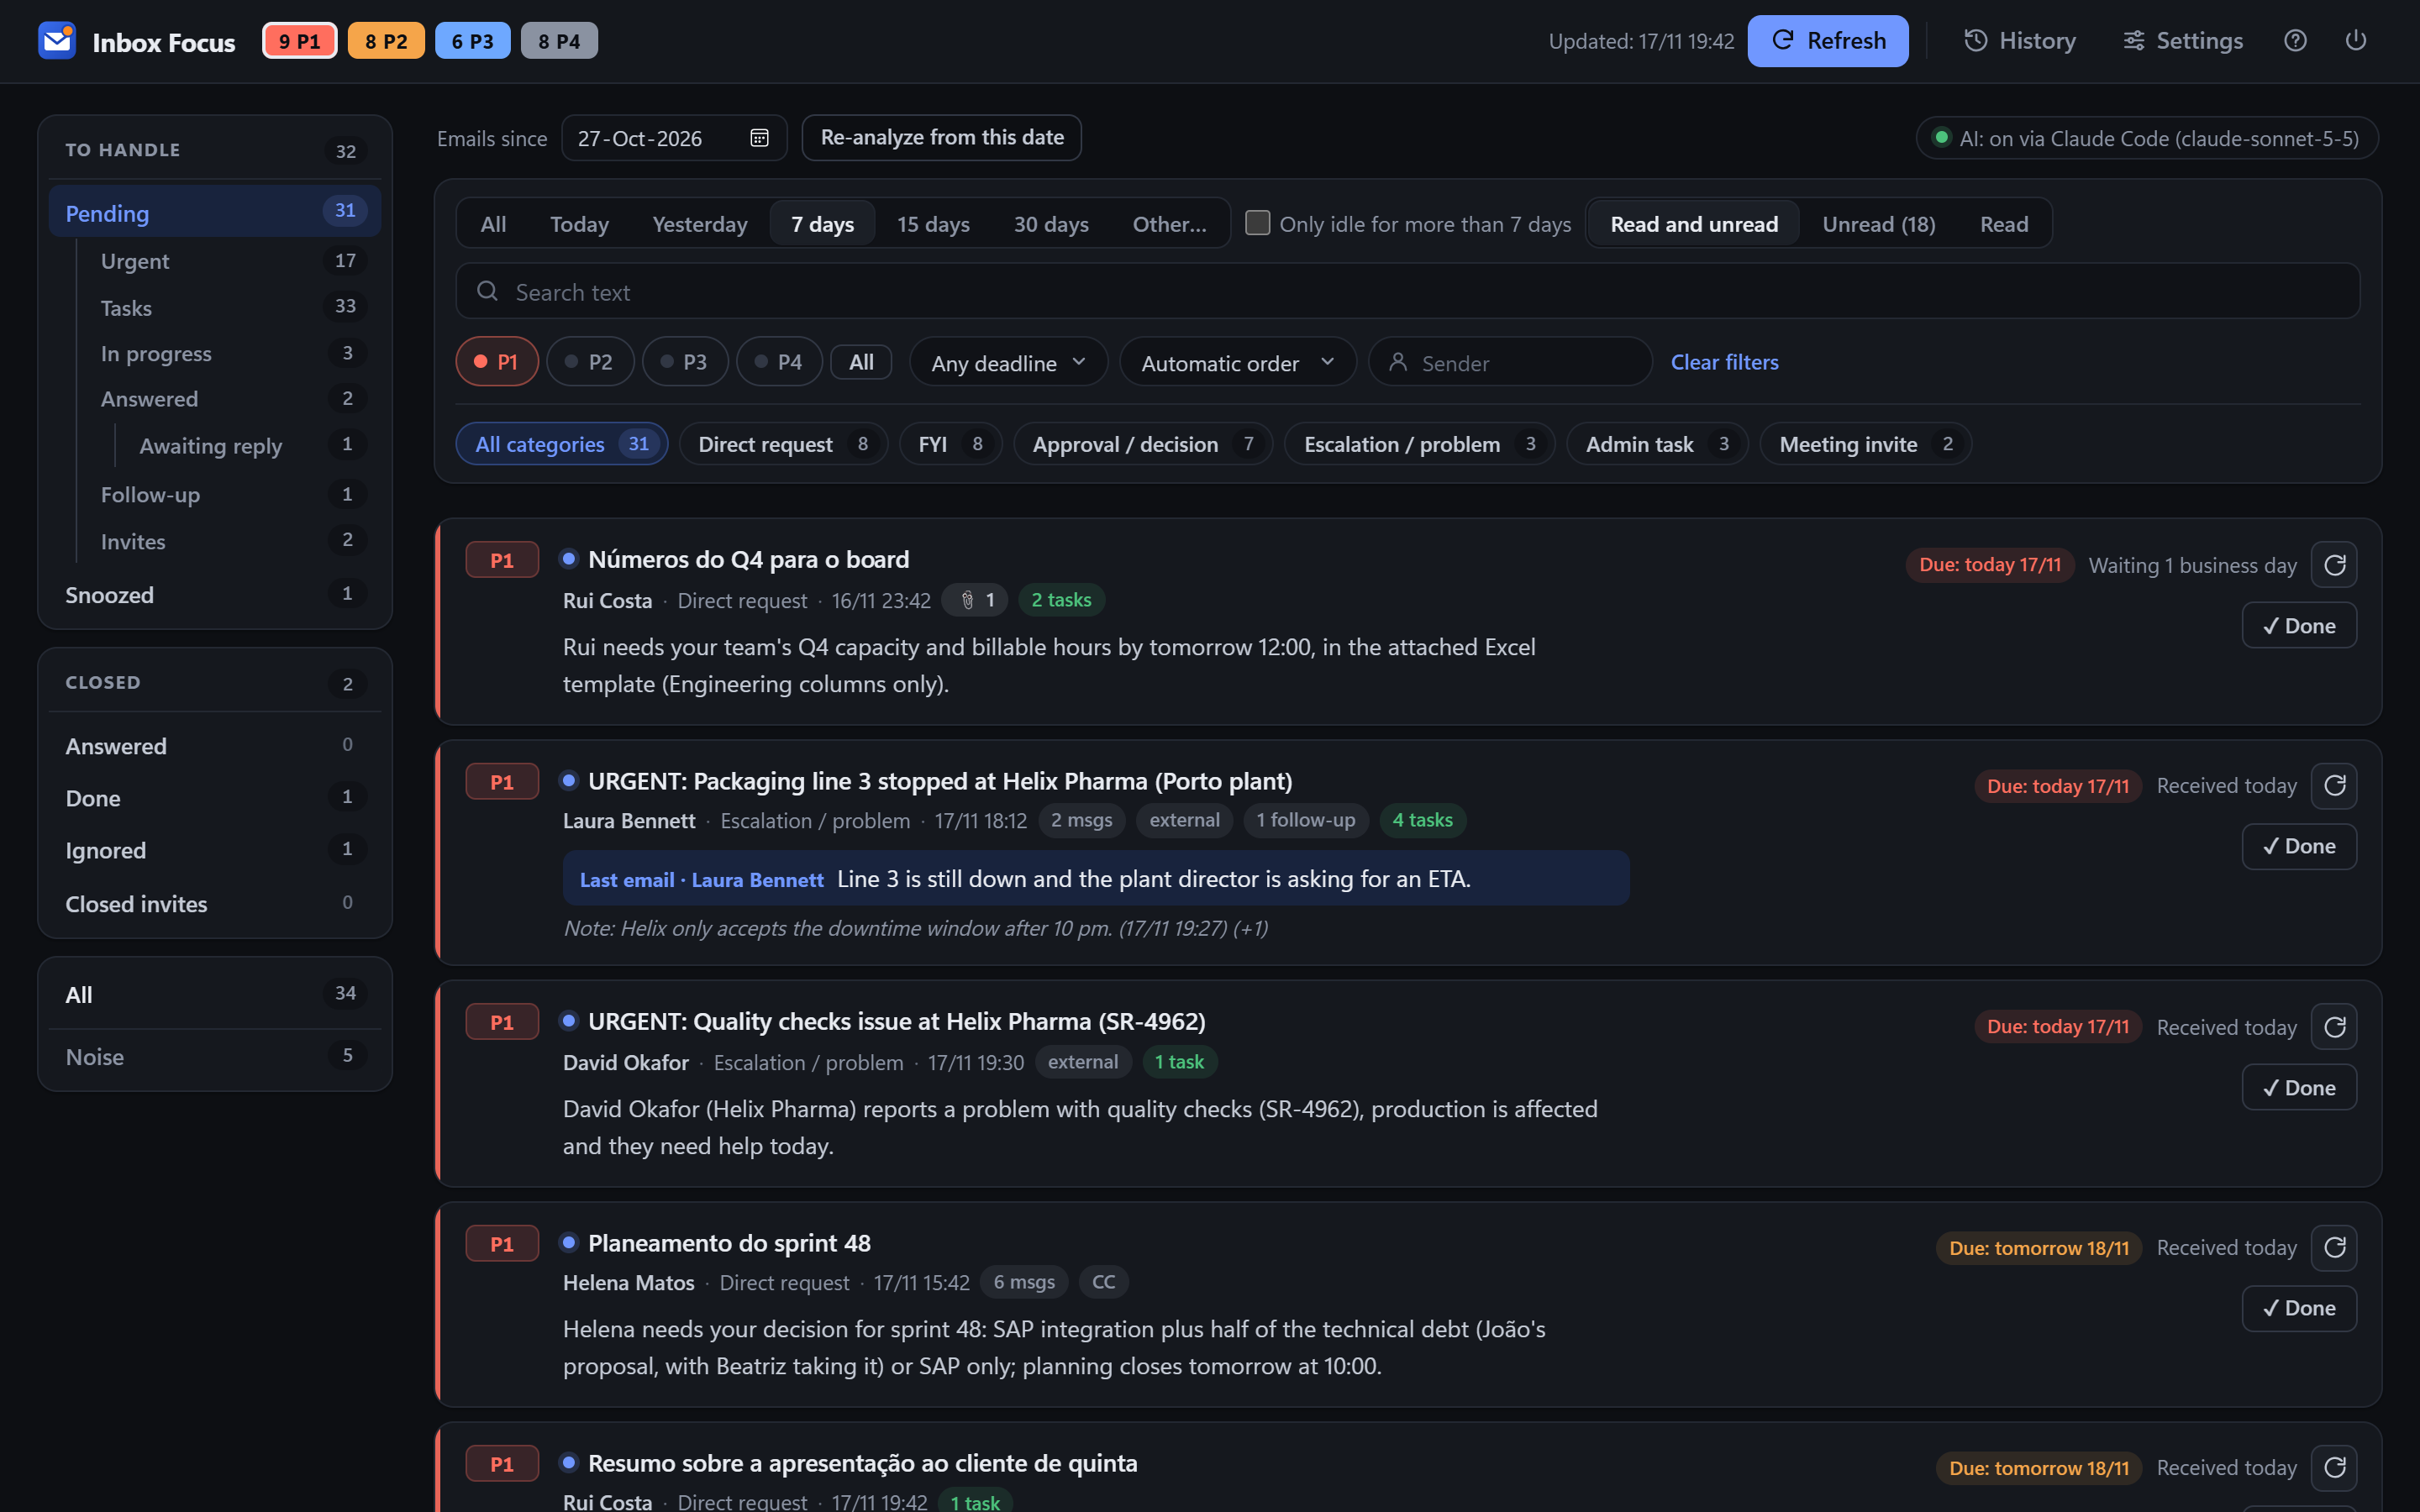 Inbox Focus 9 P1 8 P2 6 P3 8 P4 Updated: 17/11 19:42 Refresh History Settings
TO HANDLE 32
Pending 31
Urgent 17
Tasks 33
In progress 3
Answered 2
Awaiting reply 1
Follow-up 1
Invites 2
Snoozed 1
CLOSED 2
Answered 0
Done 1
Ignored 1
Closed invites 0
All 34
Noise 5
Emails since 27-Oct-2026 Re-analyze from this date AI: on via Claude Code (claude-sonnet-5-5)
All Today Yesterday 7 days 15 days 30 days Other... Only idle for more than 7 days Read and unread Unread (18) Read
Search text
P1 P2 P3 P4 All Any deadline Automatic order Sender Clear filters
All categories 31 Direct request 8 FYI 8 Approval / decision 7 Escalation / problem 3 Admin task 3 Meeting invite 2
P1 Números do Q4 para o board Due: today 17/11 Waiting 1 business day
Rui Costa · Direct request · 16/11 23:42 1 2 tasks
✓ Done
Rui needs your team's Q4 capacity and billable hours by tomorrow 12:00, in the attached Excel
template (Engineering columns only).
P1 URGENT: Packaging line 3 stopped at Helix Pharma (Porto plant) Due: today 17/11 Received today
Laura Bennett · Escalation / problem · 17/11 18:12 2 msgs external 1 follow-up 4 tasks
✓ Done
Last email · Laura Bennett Line 3 is still down and the plant director is asking for an ETA.
Note: Helix only accepts the downtime window after 10 pm. (17/11 19:27) (+1)
P1 URGENT: Quality checks issue at Helix Pharma (SR-4962) Due: today 17/11 Received today
David Okafor · Escalation / problem · 17/11 19:30 external 1 task
✓ Done
David Okafor (Helix Pharma) reports a problem with quality checks (SR-4962), production is affected
and they need help today.
P1 Planeamento do sprint 48 Due: tomorrow 18/11 Received today
Helena Matos · Direct request · 17/11 15:42 6 msgs CC
✓ Done
Helena needs your decision for sprint 48: SAP integration plus half of the technical debt (João's
proposal, with Beatriz taking it) or SAP only; planning closes tomorrow at 10:00.
P1 Resumo sobre a apresentação ao cliente de quinta Due: tomorrow 18/11 Received today
Rui Costa · Direct request · 17/11 19:42 1 task